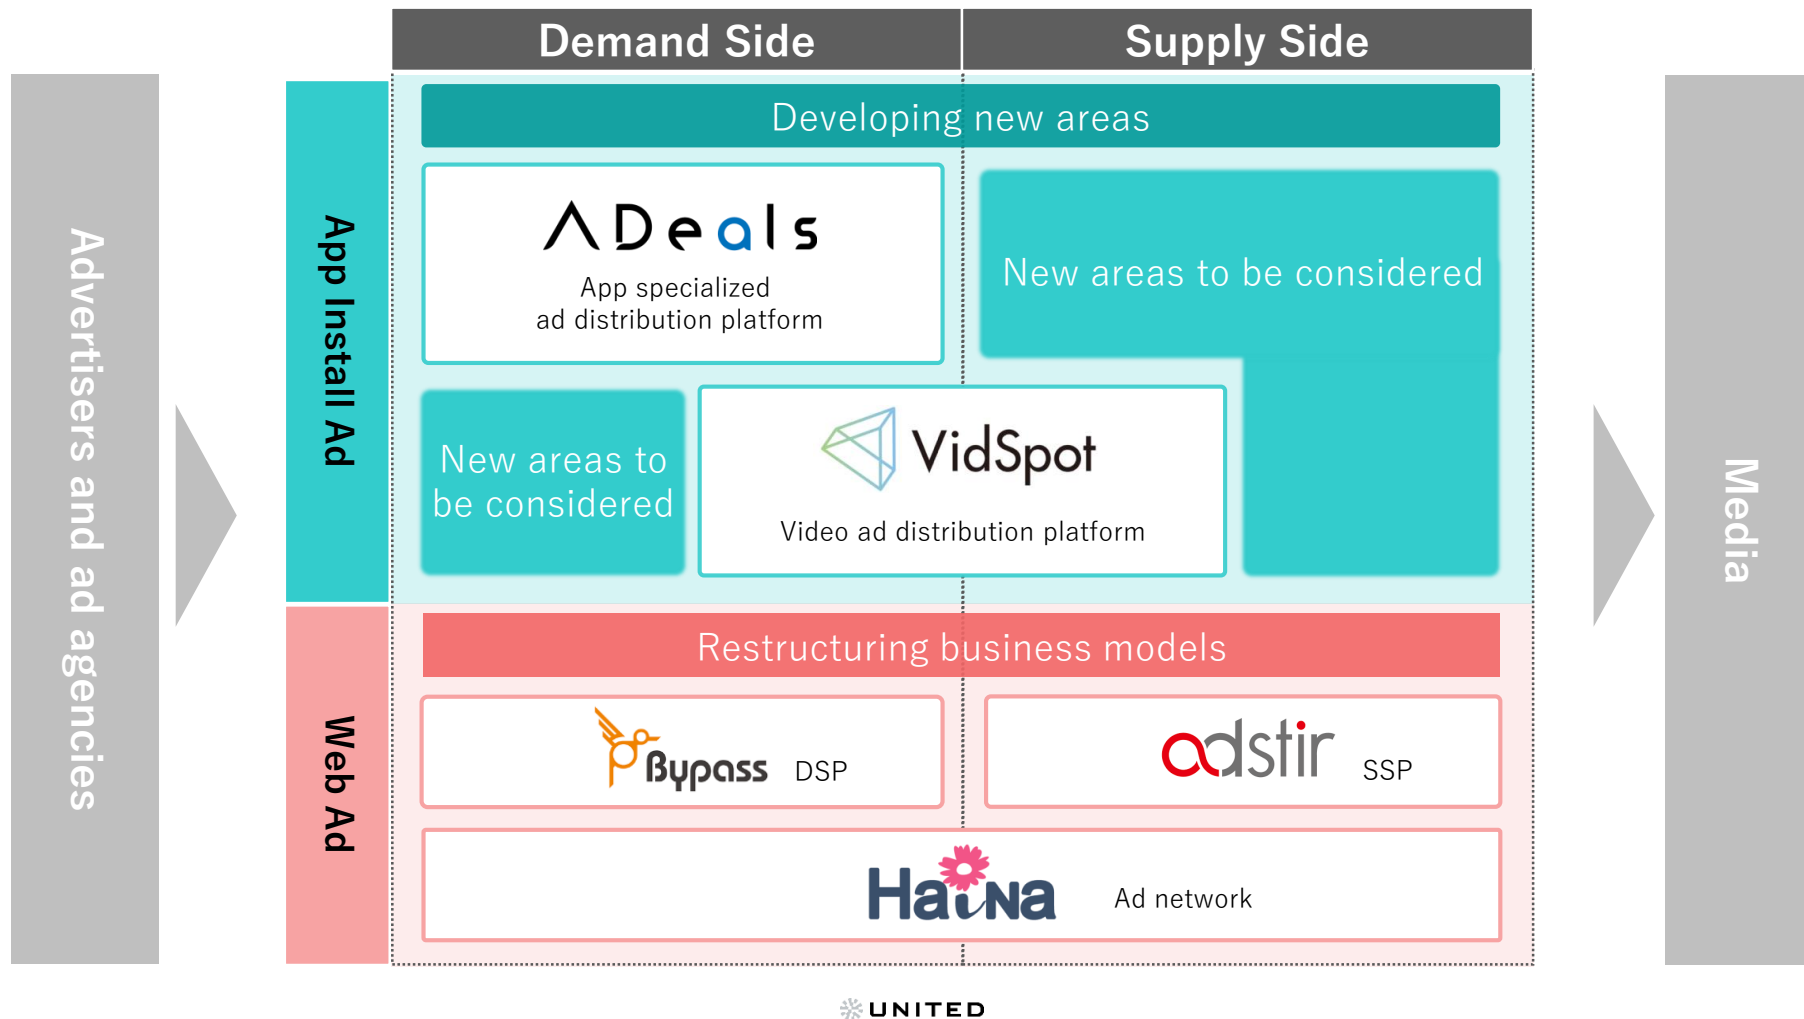 Demand Side
Supply Side
Advertisers and ad agencies
App Install Ad
Developing new areas
ADeals
App specialized
ad distribution platform
New areas to be considered
New areas to
be considered
VidSpot
Video ad distribution platform
Web Ad
Restructuring business models
Bypass DSP
adstir SSP
HaiNa Ad network
Media
UNITED